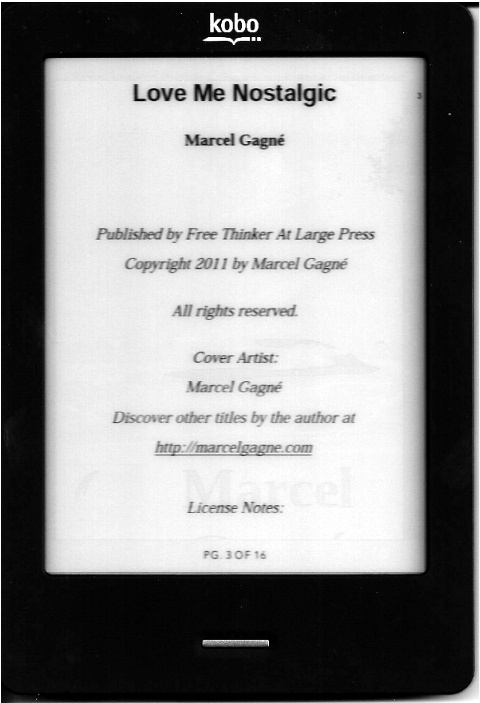 kobo
Love Me Nostalgic
3
Marcel Gagné
Published by Free Thinker At Large Press
Copyright 2011 by Marcel Gagné
All rights reserved.
Cover Artist:
Marcel Gagné
Discover other titles by the author at
http://marcelgagne.com
Marcel
License Notes:
PG. 3 OF 16